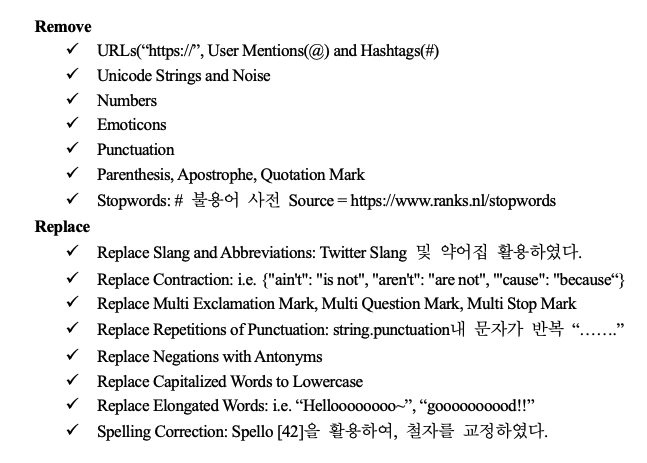 Remove
✓ URLs(“https://”, User Mentions(@) and Hashtags(#)
✓ Unicode Strings and Noise
✓ Numbers
✓ Emoticons
✓ Punctuation
✓ Parenthesis, Apostrophe, Quotation Mark
✓ Stopwords: # 불용어 사전 Source = https://www.ranks.nl/stopwords
Replace
✓ Replace Slang and Abbreviations: Twitter Slang 및 약어집 활용하였다.
✓ Replace Contraction: i.e. {"ain't": "is not", "aren't": "are not", "'cause": "because“}
✓ Replace Multi Exclamation Mark, Multi Question Mark, Multi Stop Mark
✓ Replace Repetitions of Punctuation: string.punctuation내 문자가 반복 “…….”
✓ Replace Negations with Antonyms
✓ Replace Capitalized Words to Lowercase
✓ Replace Elongated Words: i.e. “Helloooooooo~”, “gooooooood!!”
✓ Spelling Correction: Spello [42]을 활용하여, 철자를 교정하였다.